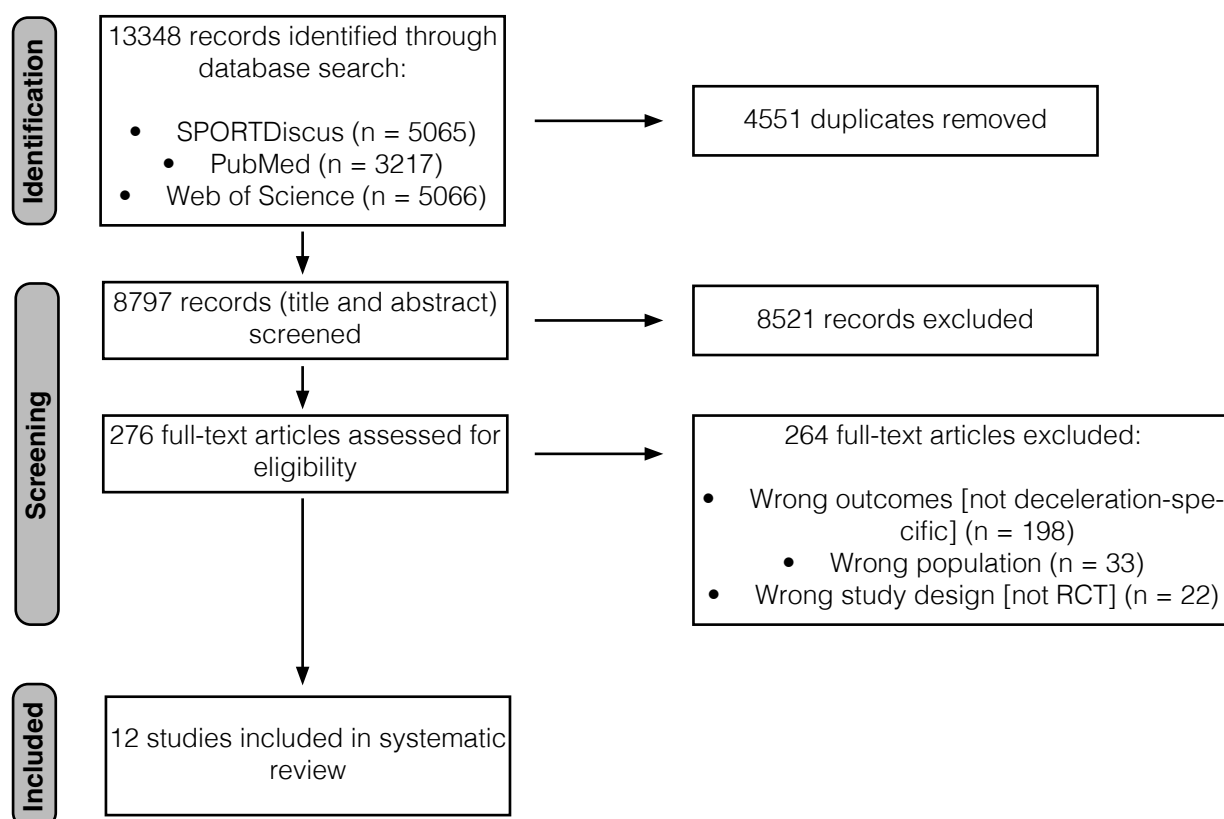 Identification
13348 records identified through
database search:
• SPORTDiscus (n = 5065)
• PubMed (n = 3217)
• Web of Science (n = 5066)
4551 duplicates removed
Screening
8797 records (title and abstract)
screened
8521 records excluded
276 full-text articles assessed for
eligibility
264 full-text articles excluded:
• Wrong outcomes [not deceleration-spe-
cific] (n = 198)
• Wrong population (n = 33)
• Wrong study design [not RCT] (n = 22)
Included
12 studies included in systematic
review